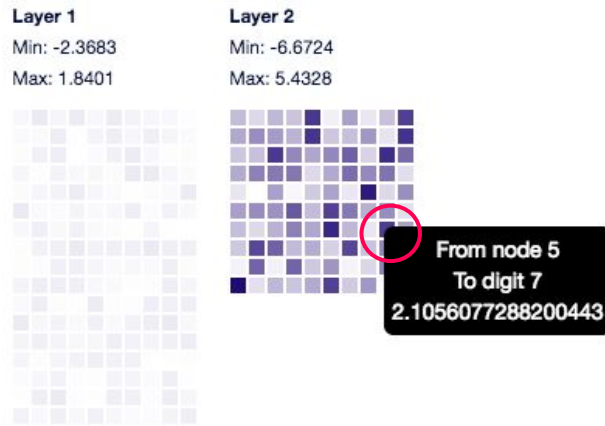 Layer 1
Min: -2.3683
Max: 1.8401
Layer 2
Min: -6.6724
Max: 5.4328
From node 5
To digit 7
2.1056077288200443